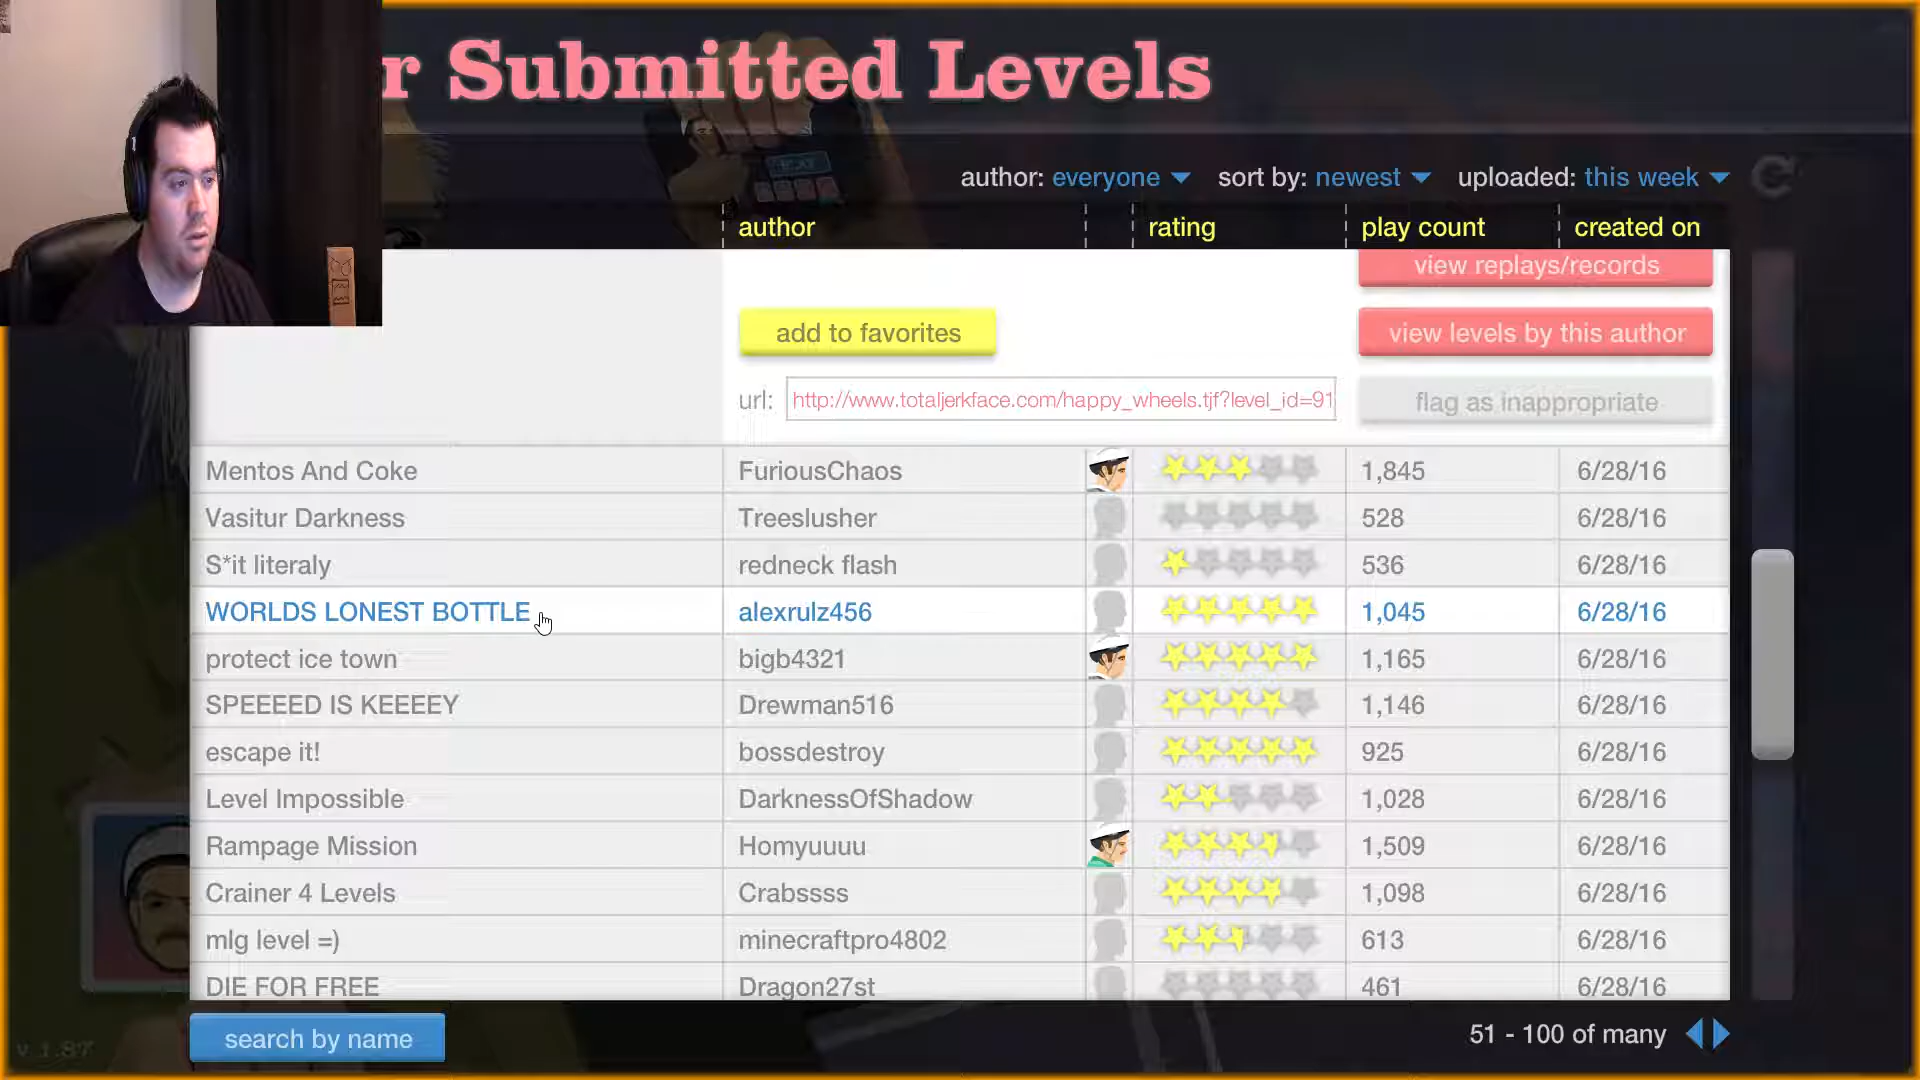 r Submitted Levels
author: everyone sort by: newest uploaded: this week
author rating play count created on
view replays/records
add to favorites view levels by this author
url: http://www.totaljerkface.com/happy_wheels.tjf?level_id=91 flag as inappropriate
Mentos And Coke FuriousChaos 1,845 6/28/16
Vasitur Darkness Treeslusher 528 6/28/16
S*it literaly redneck flash 536 6/28/16
WORLDS LONEST BOTTLE alexrulz456 1,045 6/28/16
protect ice town bigb4321 1,165 6/28/16
SPEEEED IS KEEEEY Drewman516 1,146 6/28/16
escape it! bossdestroy 925 6/28/16
Level Impossible DarknessOfShadow 1,028 6/28/16
Rampage Mission Homyuuuu 1,509 6/28/16
Crainer 4 Levels Crabssss 1,098 6/28/16
mlg level =) minecraftpro4802 613 6/28/16
DIE FOR FREE Dragon27st 461 6/28/16
search by name 51 - 100 of many
v 1.87